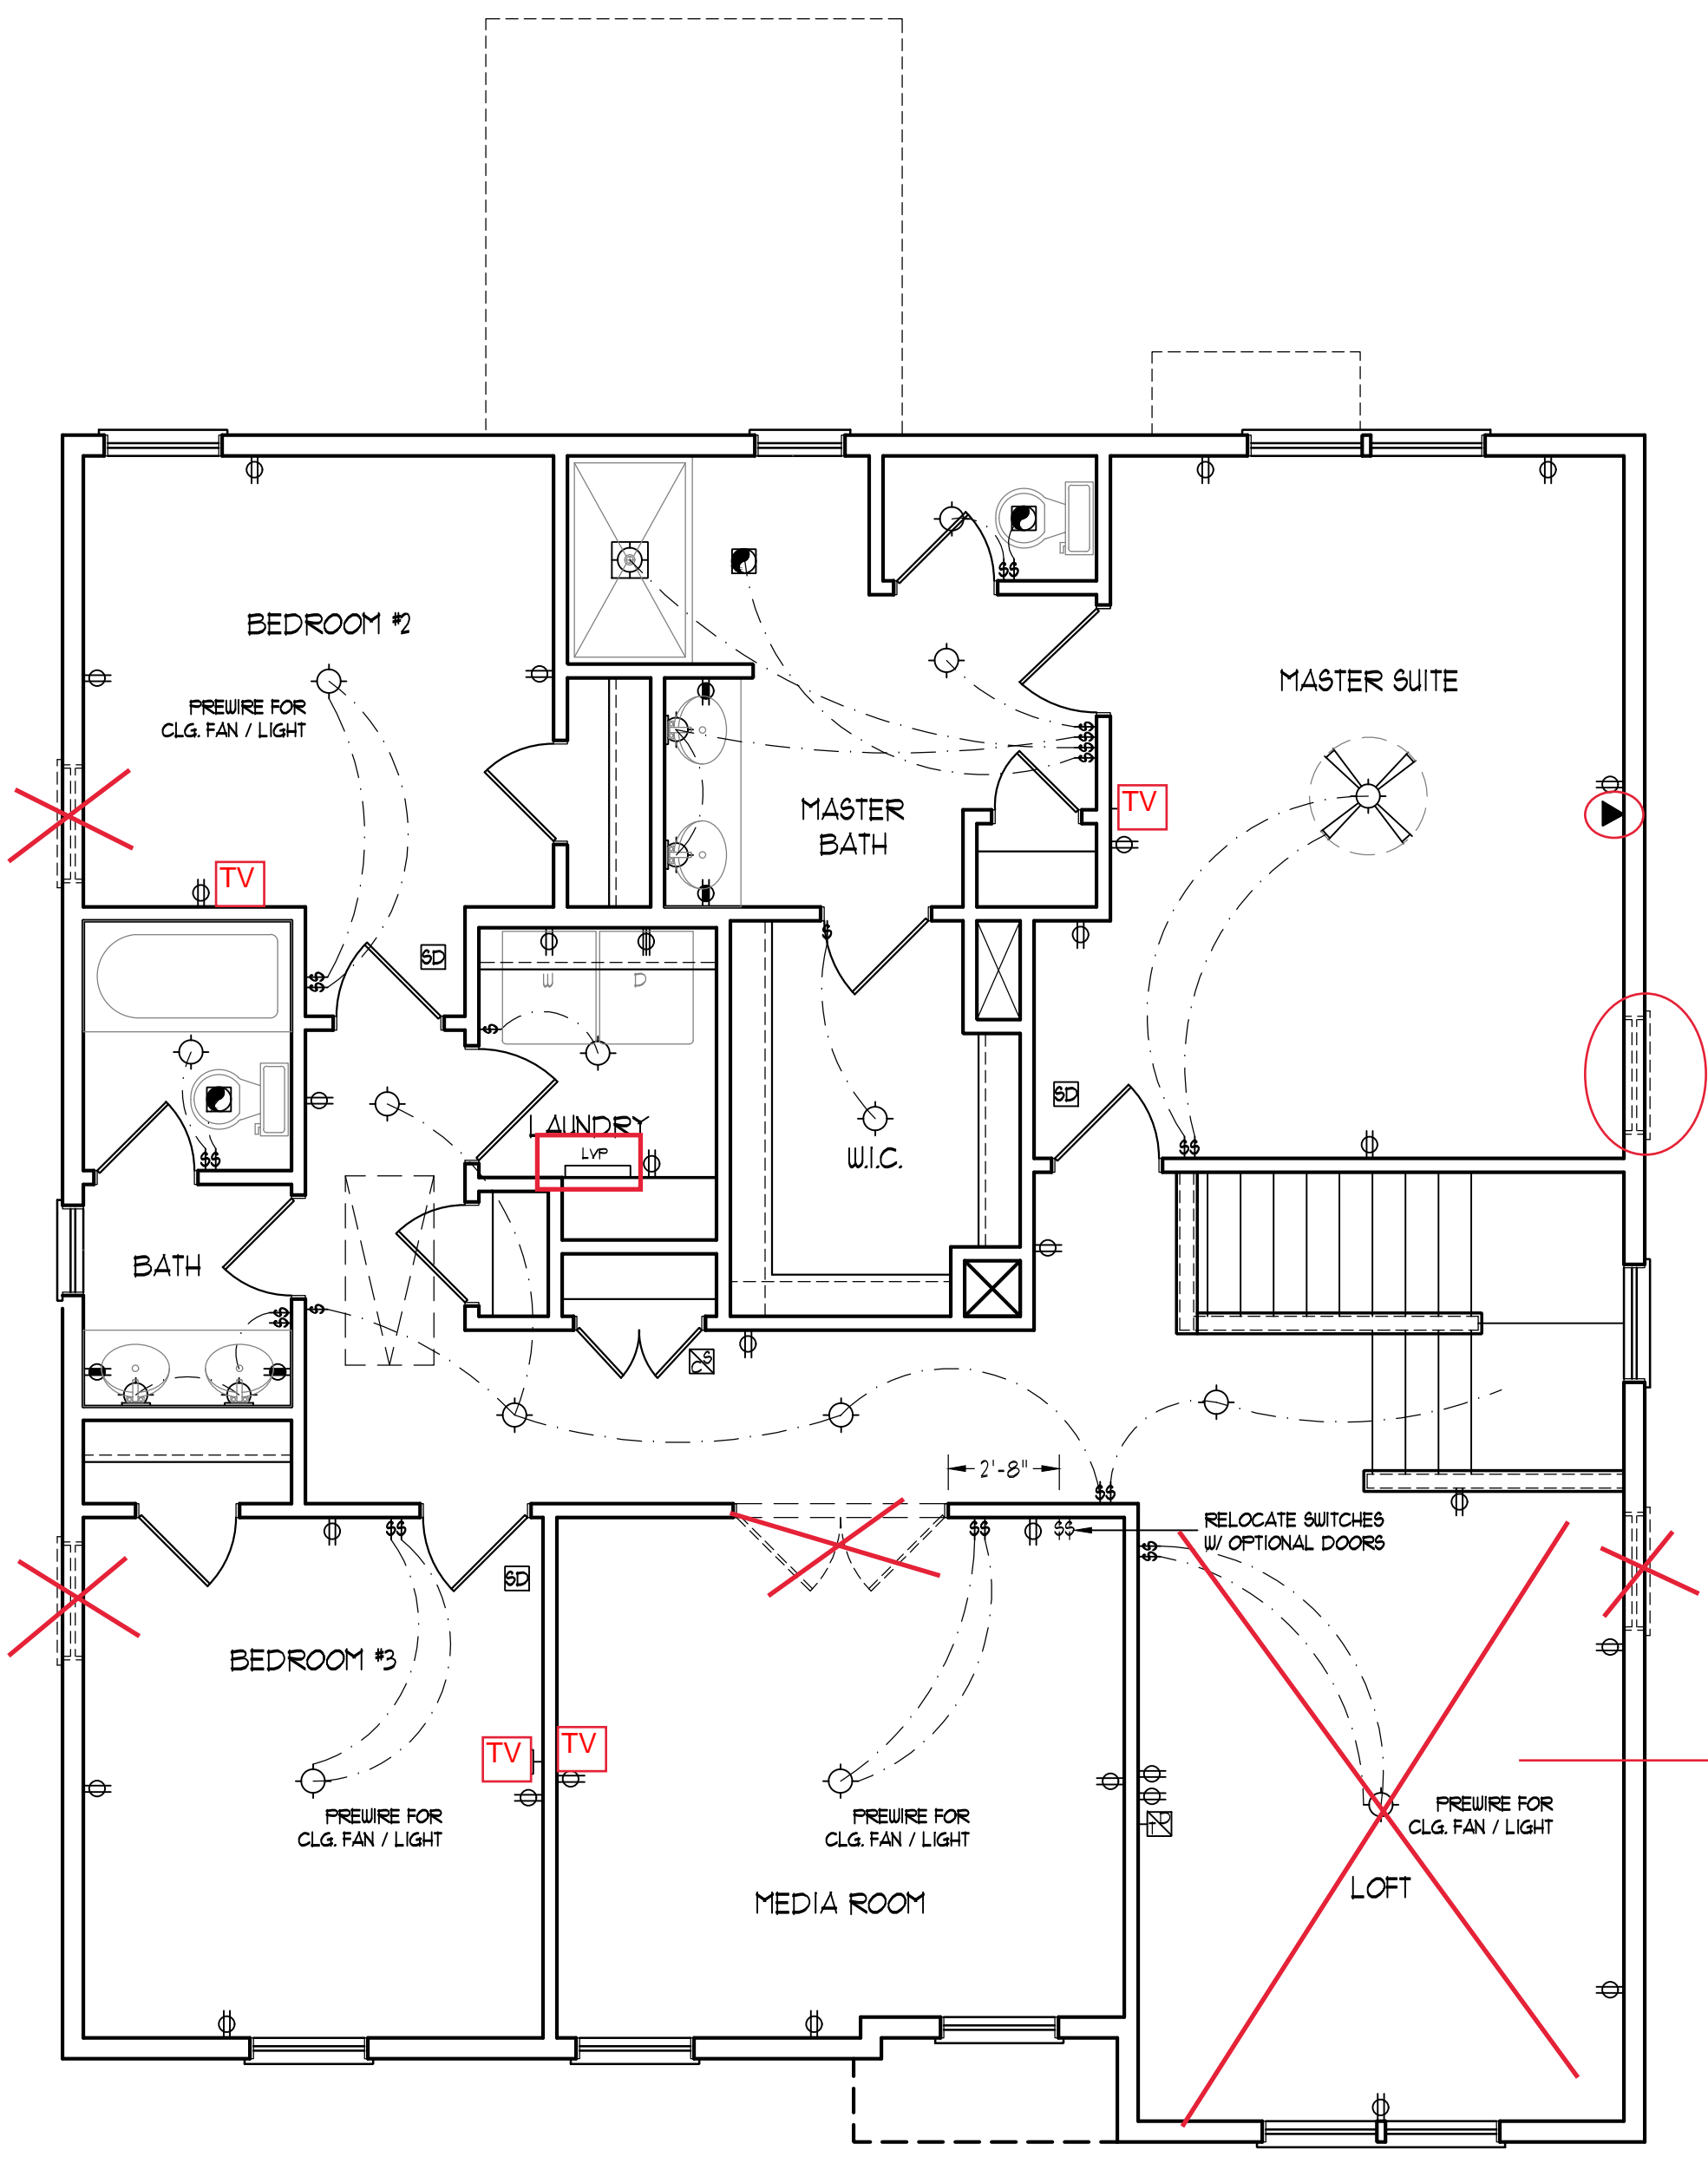 BEDROOM #2
PREWIRE FOR
CLG. FAN / LIGHT
MASTER SUITE
$$
$
$
$
$
MASTER
BATH
TV
TV
$
SD
$
$
W
D
$
LAUNDRY
LVP
SD
$$
$$
W.I.C.
BATH
$
$
$
CS
2'-8"
$$
$$
$$
$$
RELOCATE SWITCHES
W/ OPTIONAL DOORS
$
$
SD
BEDROOM #3
TV
TV
PREWIRE FOR
CLG. FAN / LIGHT
PREWIRE FOR
CLG. FAN / LIGHT
PREWIRE FOR
CLG. FAN / LIGHT
LOFT
MEDIA ROOM